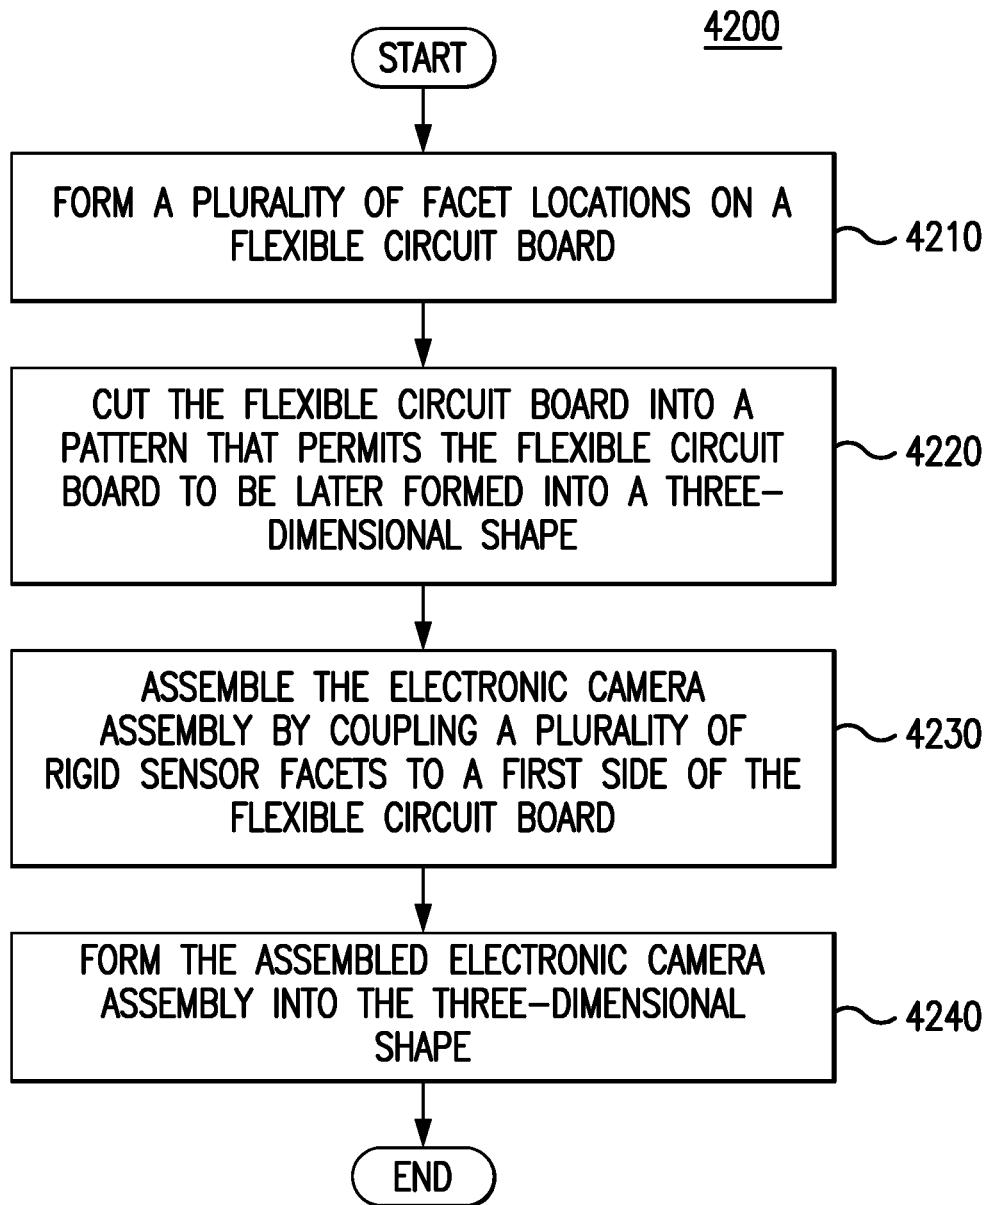 4200
START
FORM A PLURALITY OF FACET LOCATIONS ON A
FLEXIBLE CIRCUIT BOARD
4210
CUT THE FLEXIBLE CIRCUIT BOARD INTO A
PATTERN THAT PERMITS THE FLEXIBLE CIRCUIT
BOARD TO BE LATER FORMED INTO A THREE-
DIMENSIONAL SHAPE
4220
ASSEMBLE THE ELECTRONIC CAMERA
ASSEMBLY BY COUPLING A PLURALITY OF
RIGID SENSOR FACETS TO A FIRST SIDE OF THE
FLEXIBLE CIRCUIT BOARD
4230
FORM THE ASSEMBLED ELECTRONIC CAMERA
ASSEMBLY INTO THE THREE-DIMENSIONAL
SHAPE
4240
END